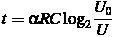 t = αRC log₂ U₀/U